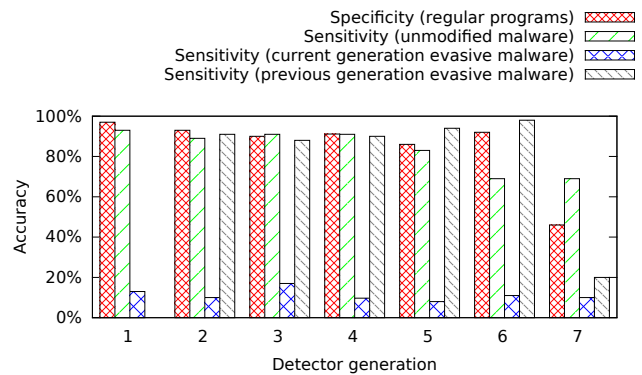 Specificity (regular programs)
Sensitivity (unmodified malware)
Sensitivity (current generation evasive malware)
Sensitivity (previous generation evasive malware)
100%
80%
60%
40%
20%
0%
Accuracy
1 2 3 4 5 6 7
Detector generation